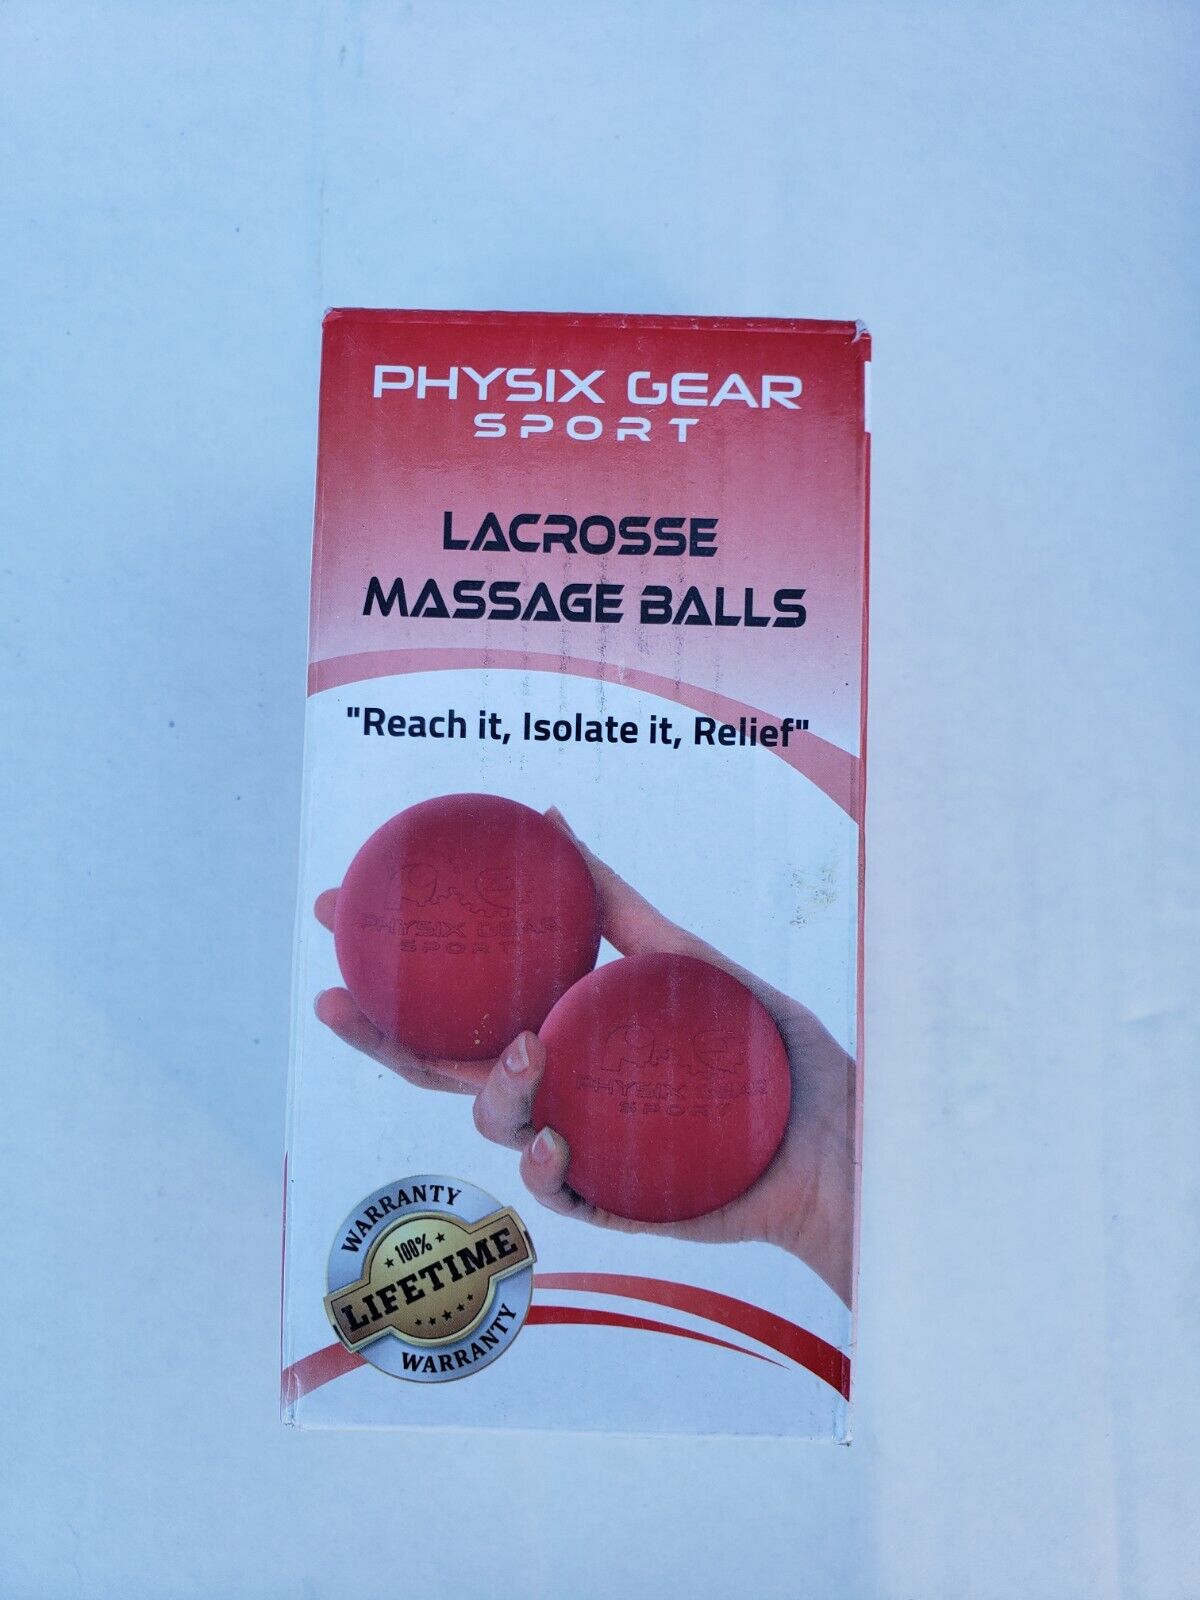 PHYSIX GEAR
SPORT
LACROSSE
MASSAGE BALLS
"Reach it, Isolate it, Relief"
PHYSIX GEAR
SPORT
PHYSIX GEAR
SPORT
WARRANTY
100%
LIFETIME
WARRANTY